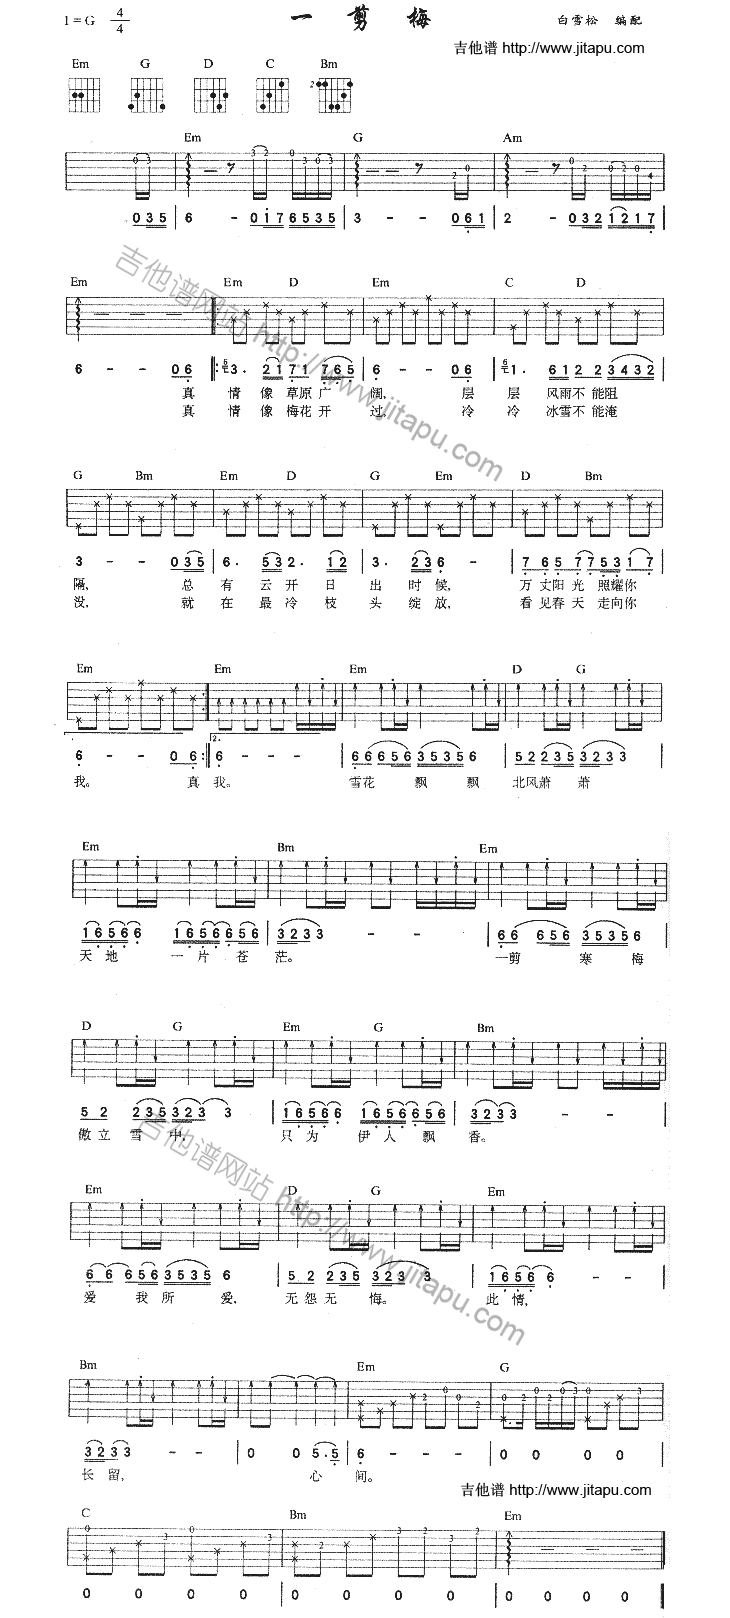 1=G 4/4 一剪梅 白雪松 编配
吉他谱 http://www.jitapu.com
Em G D C Bm
Em G Am
0 3 5 | 6 - 0 1 7 6 5 3 5 | 3 - - 0 6 1 | 2 - 0 3 2 1 2 1 7
Em Em D Em C D
6 - - 0 6 3. 2 1 7 1 7 6 5 6 - - 0 6 1. 6 1 2 2 3 4 3 2
真 情 像 草原 广 阔, 层 层 风雨不 能阻
真 情 像 梅花 开 过, 冷 冷 冰雪不 能淹
吉他谱网站 http://www.jitapu.com
G Bm Em D G Em D Bm
3 - - 0 3 5 | 6. 5 3 2. 1 2 | 3. 2 3 6 - | 7 6 5 7 7 5 3 1 7
隔, 总 有 云 开 日 出 时 候, 万 丈阳 光 照耀你
没, 就 在 最 冷 枝 头 绽 放, 看 见春 天 走向你
Em Em Em D G
2.
6 - - 0 6 6 - - | 6 6 6 5 6 3 5 3 5 6 | 5 2 2 2 3 5 3 2 3 3
我。 真 我。 雪花 飘 飘 北风萧 萧
Em Bm Em
1 6 5 6 6 1 6 5 6 6 5 6 | 3 2 3 3 - - | 6 6 6 5 6 3 5 3 5 6
天 地 一 片 苍 茫。 一剪 寒 梅
D G Em G Bm
5 2 2 3 5 3 2 3 3 | 1 6 5 6 6 1 6 5 6 6 5 6 | 3 2 3 3 - -
傲 立 雪 中, 只 为 伊 人 飘 香。
吉他谱网站 http://www.jitapu.com
Em D G Em
6 6 6 5 6 3 5 3 5 6 | 5 2 2 3 5 3 2 3 3 | 1 6 5 6 6 - -
爱 我 所 爱, 无 怨 无 悔。 此 情,
Bm Em G
3 2 3 3 - - | 0 0 5. 5 | 6 - - - | 0 0 0 0
长 留, 心 间。
吉他谱 http://www.jitapu.com
C Bm Em
0 0 0 0 | 0 0 0 0 | 0 0 0 0